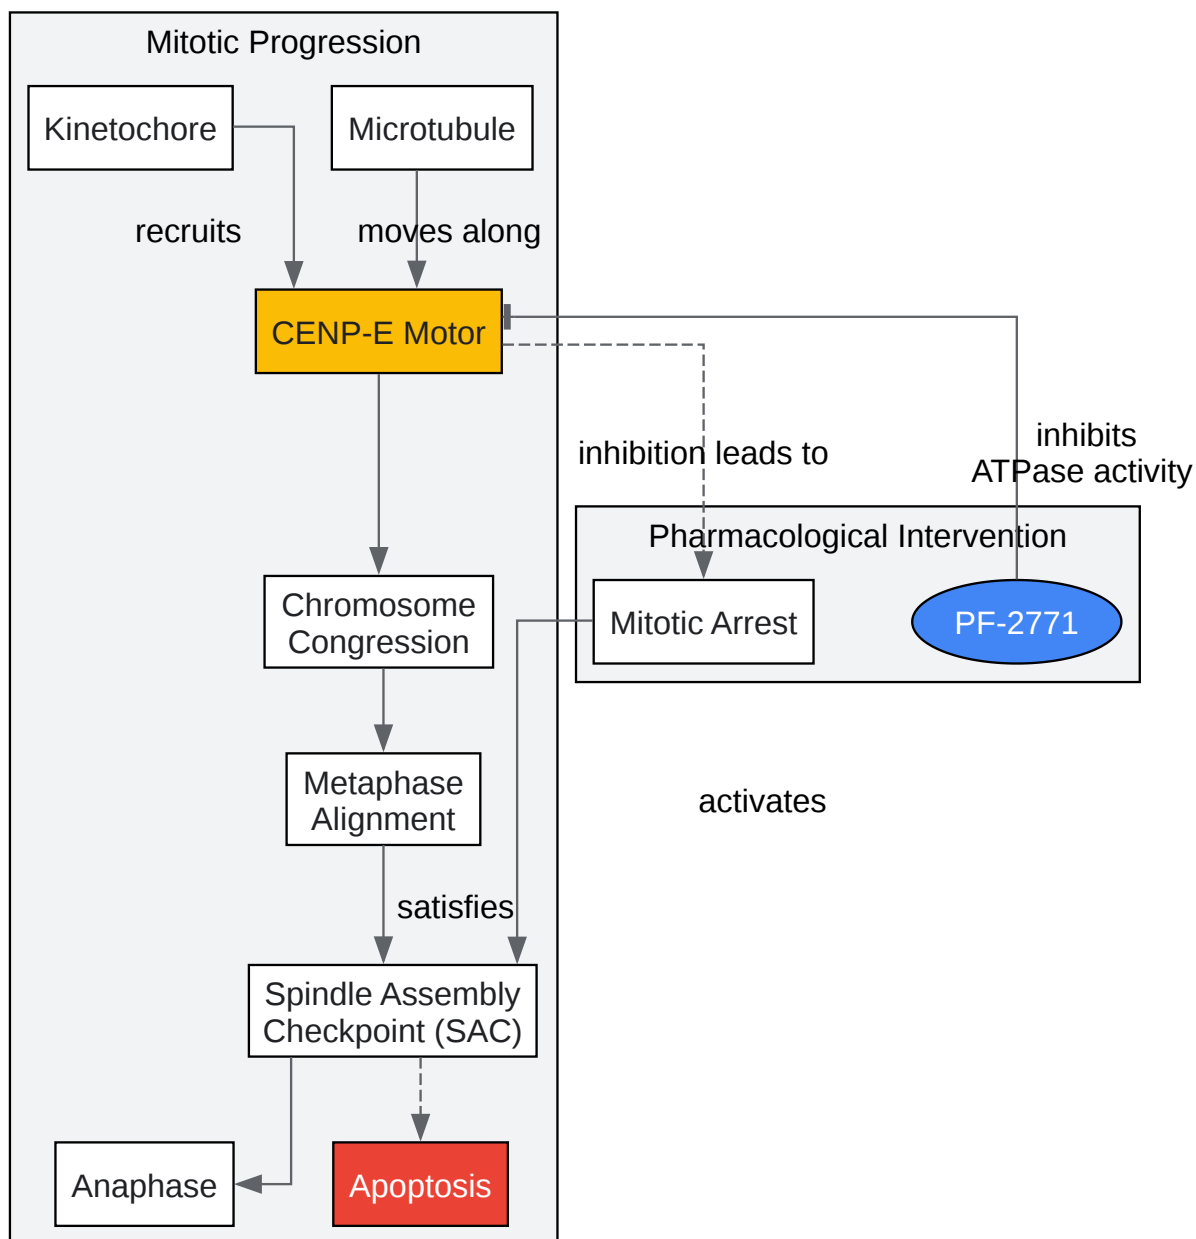 Mitotic Progression
Kinetochore
Microtubule
recruits
moves along
CENP-E Motor
inhibition leads to
inhibits
ATPase activity
Pharmacological Intervention
Mitotic Arrest
PF-2771
Chromosome
Congression
Metaphase
Alignment
activates
satisfies
Spindle Assembly
Checkpoint (SAC)
Anaphase
Apoptosis